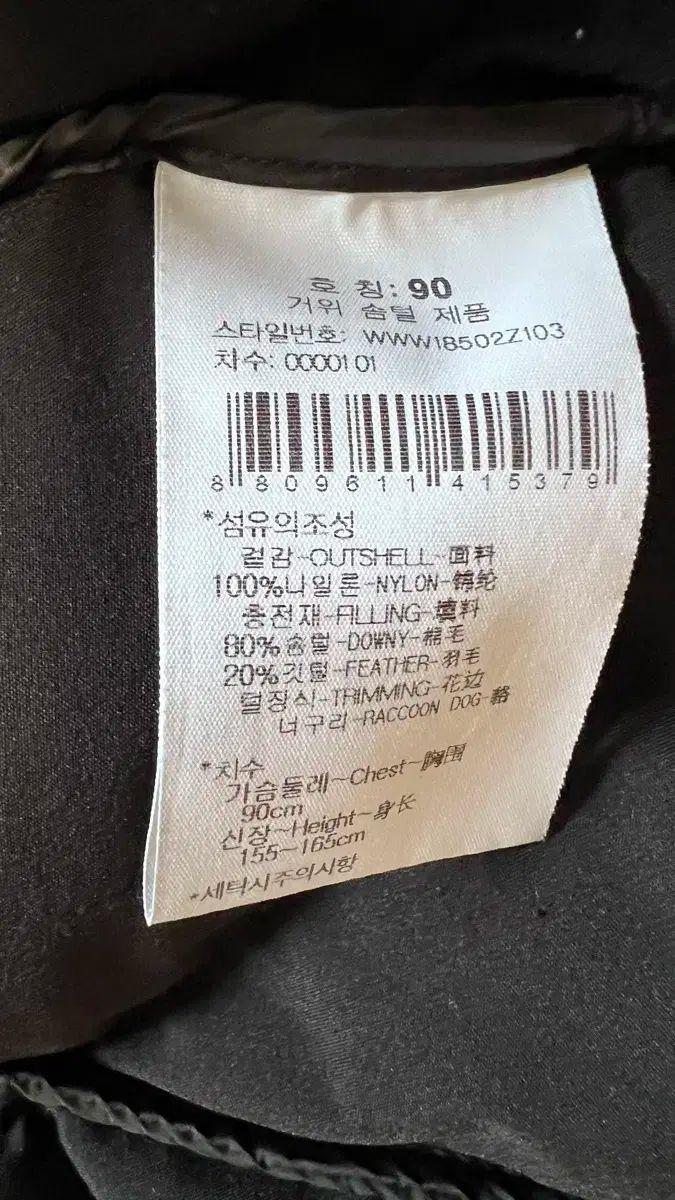 호 칭: 90
거위 솜털 제품
스타일번호: WWW18502Z103
치수: 0000101
8 809611 415379
*섬유의조성
겉감-OUTSHELL-面料
100%나일론-NYLON-锦纶
충전재-FILLING-填料
80%솜털-DOWNY-棉毛
20%깃털-FEATHER-羽毛
털장식-TRIMMING-花边
너구리-RACCOON DOG-貉
*치수
가슴둘레~Chest~胸围
90cm
신장~Height~身长
155~165cm
*세탁시주의사항